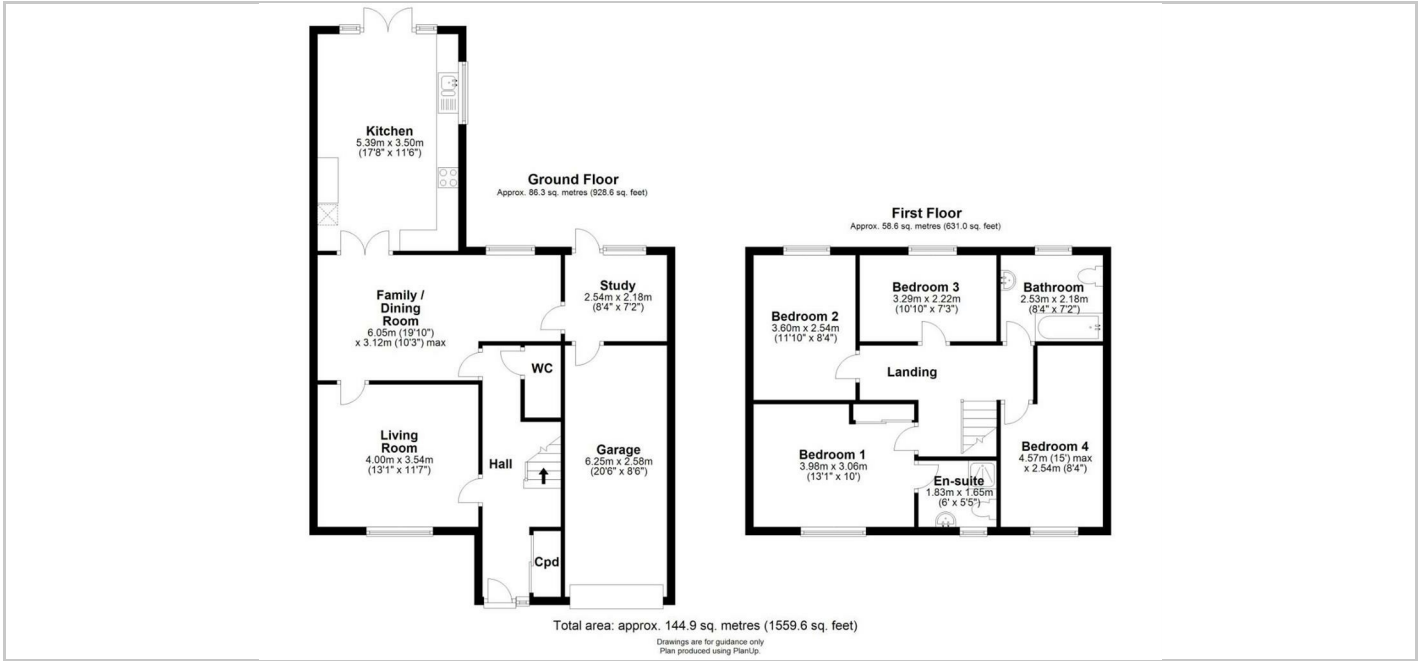 Ground Floor
Approx. 86.3 sq. metres (928.6 sq. feet)
Kitchen
5.39m x 3.50m
(17'8" x 11'6")
Family /
Dining
Room
6.05m (19'10")
x 3.12m (10'3") max
Study
2.54m x 2.18m
(8'4" x 7'2")
WC
Living
Room
4.00m x 3.54m
(13'1" x 11'7")
Hall
Garage
6.25m x 2.58m
(20'6" x 8'6")
Cpd
First Floor
Approx. 58.6 sq. metres (631.0 sq. feet)
Bedroom 2
3.60m x 2.54m
(11'10" x 8'4")
Bedroom 3
3.29m x 2.22m
(10'10" x 7'3")
Bathroom
2.53m x 2.18m
(8'4" x 7'2")
Landing
Bedroom 1
3.98m x 3.06m
(13'1" x 10')
En-suite
1.83m x 1.65m
(6' x 5'5")
Bedroom 4
4.57m (15') max
x 2.54m (8'4")
Total area: approx. 144.9 sq. metres (1559.6 sq. feet)
Drawings are for guidance only
Plan produced using PlanUp.